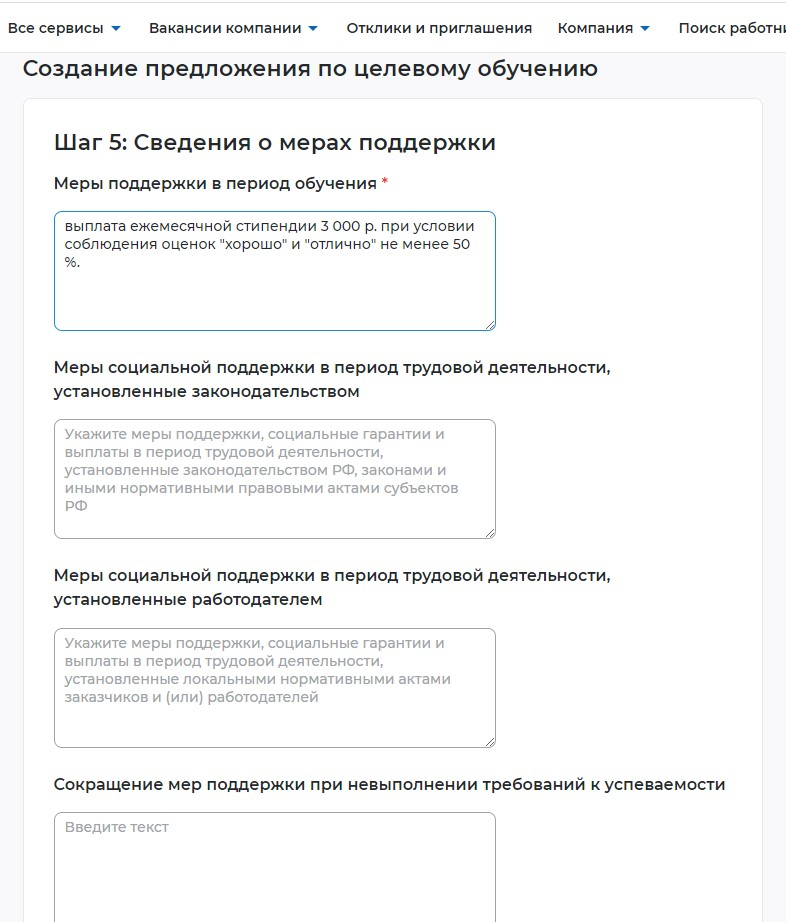 Все сервисы Вакансии компании Отклики и приглашения Компания Поиск
Создание предложения по целевому обучению
Шаг 5: Сведения о мерах поддержки
Меры поддержки в период обучения *
выплата ежемесячной стипендии 3 000 р. при условии
соблюдения оценок "хорошо" и "отлично" не менее 50
%.
Меры социальной поддержки в период трудовой деятельности,
установленные законодательством
Укажите меры поддержки, социальные гарантии и
выплаты в период трудовой деятельности,
установленные законодательством РФ, законами и
иными нормативными правовыми актами субъектов
РФ
Меры социальной поддержки в период трудовой деятельности,
установленные работодателем
Укажите меры поддержки, социальные гарантии и
выплаты в период трудовой деятельности,
установленные локальными нормативными актами
заказчиков и (или) работодателей
Сокращение мер поддержки при невыполнении требований к успеваемости
Введите текст